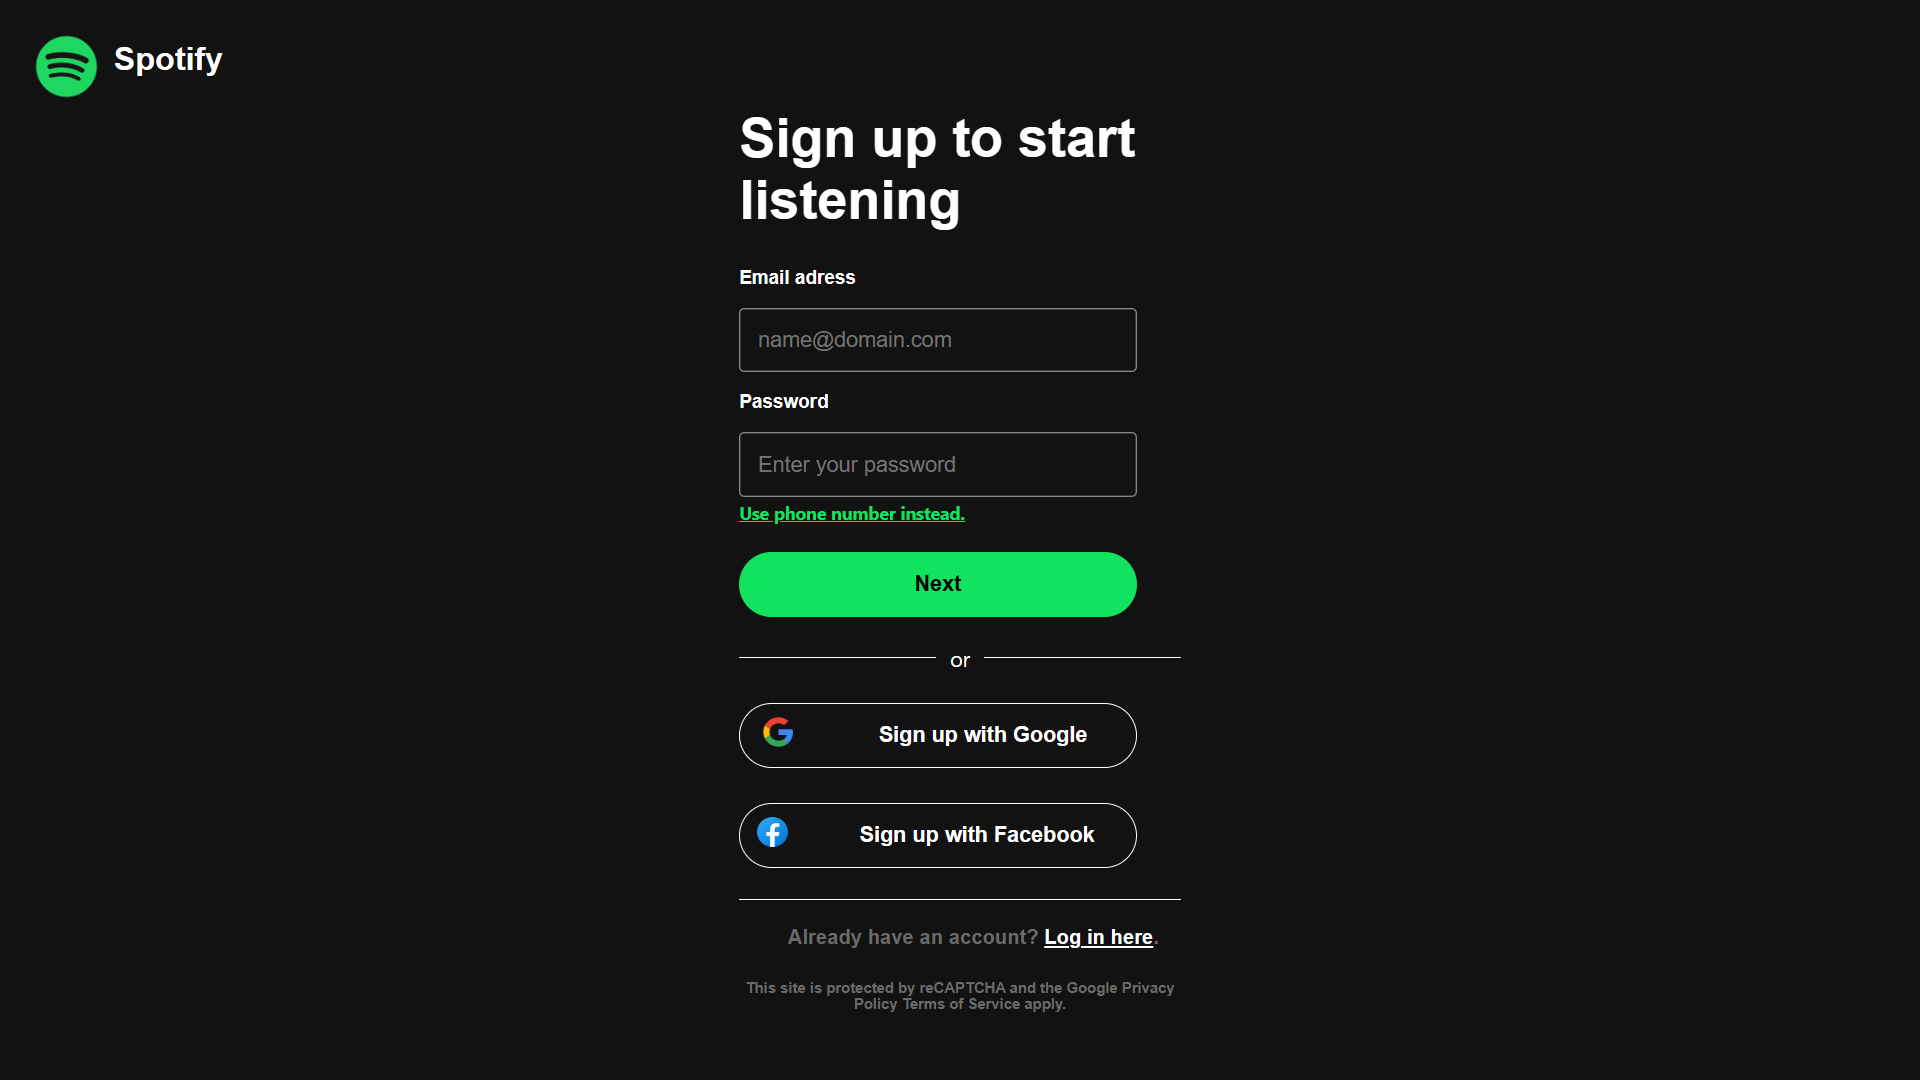 Spotify
Sign up to start
listening
Email adress
name@domain.com
Password
Enter your password
Use phone number instead.
Next
or
Sign up with Google
Sign up with Facebook
Already have an account? Log in here.
This site is protected by reCAPTCHA and the Google Privacy
Policy Terms of Service apply.